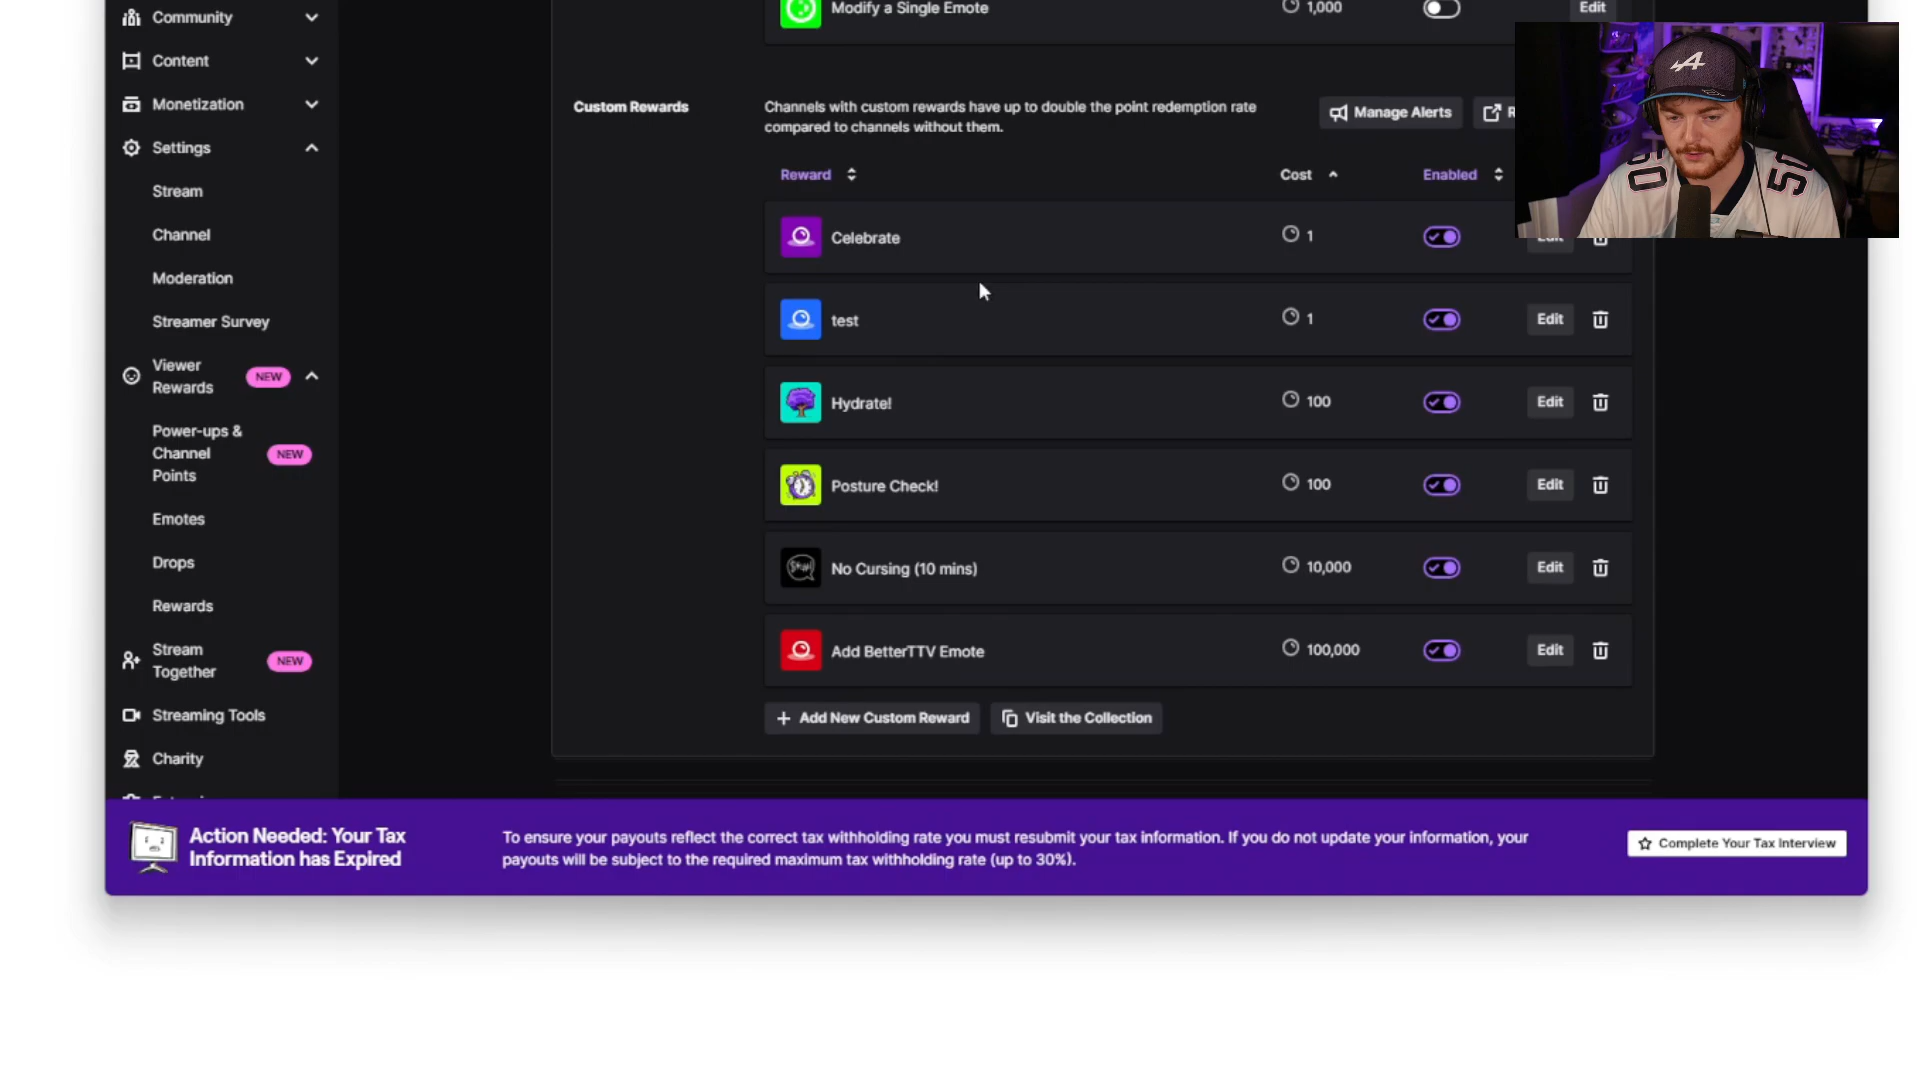 Community
Content
Monetization
Settings
Stream
Channel
Moderation
Streamer Survey
Viewer
Rewards
NEW
Power-ups &
Channel
Points
NEW
Emotes
Drops
Rewards
Stream
Together
NEW
Streaming Tools
Charity
Modify a Single Emote
1,000
Edit
Custom Rewards
Channels with custom rewards have up to double the point redemption rate
compared to channels without them.
Manage Alerts
R
Reward
Cost
Enabled
Celebrate
1
Edit
test
1
Edit
Hydrate!
100
Edit
Posture Check!
100
Edit
No Cursing (10 mins)
10,000
Edit
Add BetterTTV Emote
100,000
Edit
Add New Custom Reward
Visit the Collection
A
50
50
Action Needed: Your Tax
Information has Expired
To ensure your payouts reflect the correct tax withholding rate you must resubmit your tax information. If you do not update your information, your
payouts will be subject to the required maximum tax withholding rate (up to 30%).
Complete Your Tax Interview